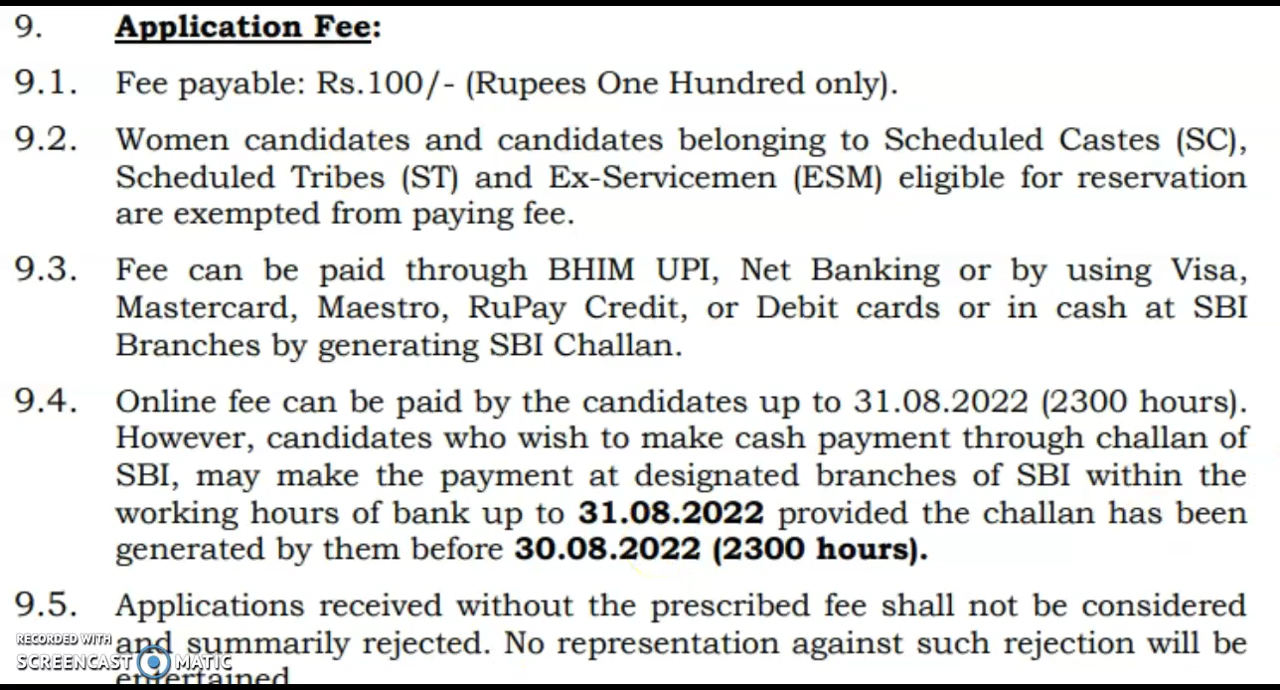 9. Application Fee:
9.1. Fee payable: Rs.100/- (Rupees One Hundred only).
9.2. Women candidates and candidates belonging to Scheduled Castes (SC),
Scheduled Tribes (ST) and Ex-Servicemen (ESM) eligible for reservation
are exempted from paying fee.
9.3. Fee can be paid through BHIM UPI, Net Banking or by using Visa,
Mastercard, Maestro, RuPay Credit, or Debit cards or in cash at SBI
Branches by generating SBI Challan.
9.4. Online fee can be paid by the candidates up to 31.08.2022 (2300 hours).
However, candidates who wish to make cash payment through challan of
SBI, may make the payment at designated branches of SBI within the
working hours of bank up to 31.08.2022 provided the challan has been
generated by them before 30.08.2022 (2300 hours).
9.5. Applications received without the prescribed fee shall not be considered
and summarily rejected. No representation against such rejection will be
entertained
RECORDED WITH
SCREENCAST MATIC